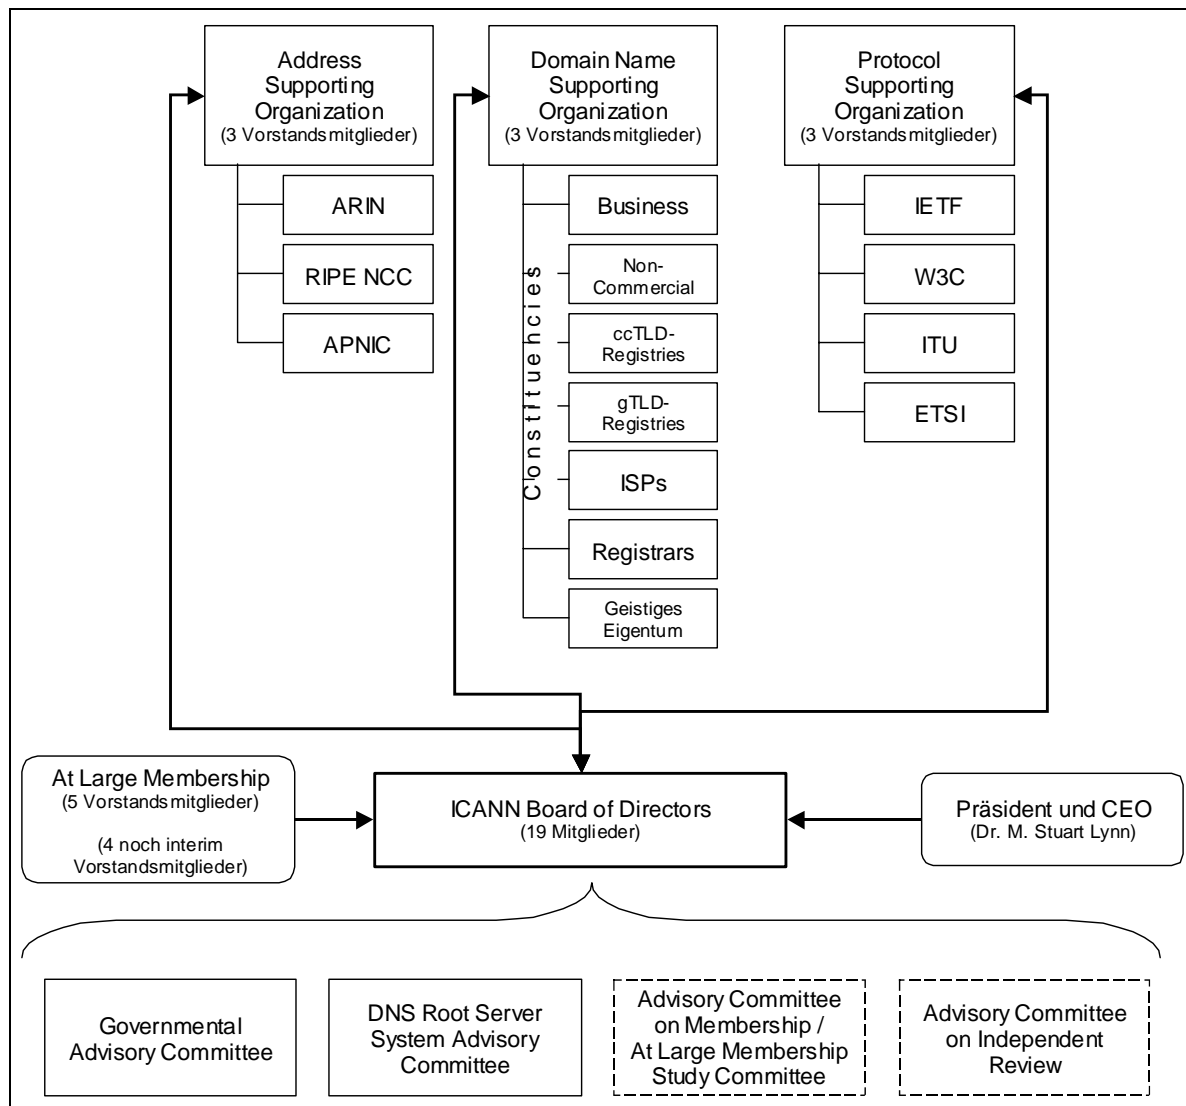 Address
Supporting
Organization
(3 Vorstandsmitglieder)
ARIN
RIPE NCC
APNIC
Domain Name
Supporting
Organization
(3 Vorstandsmitglieder)
Constituencies
Business
Non-
Commercial
ccTLD-
Registries
gTLD-
Registries
ISPs
Registrars
Geistiges
Eigentum
Protocol
Supporting
Organization
(3 Vorstandsmitglieder)
IETF
W3C
ITU
ETSI
At Large Membership
(5 Vorstandsmitglieder)
(4 noch interim
Vorstandsmitglieder)
ICANN Board of Directors
(19 Mitglieder)
Präsident und CEO
(Dr. M. Stuart Lynn)
Governmental
Advisory Committee
DNS Root Server
System Advisory
Committee
Advisory Committee
on Membership /
At Large Membership
Study Committee
Advisory Committee
on Independent
Review